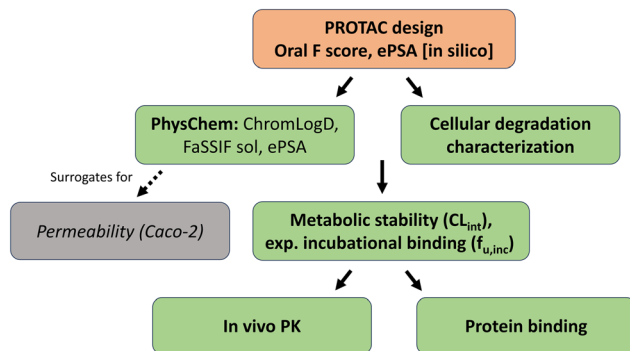 PROTAC design
Oral F score, ePSA [in silico]
PhysChem: ChromLogD,
FaSSIF sol, ePSA
Cellular degradation
characterization
Surrogates for
Permeability (Caco-2)
Metabolic stability (CLint),
exp. incubational binding (fu,inc)
In vivo PK
Protein binding